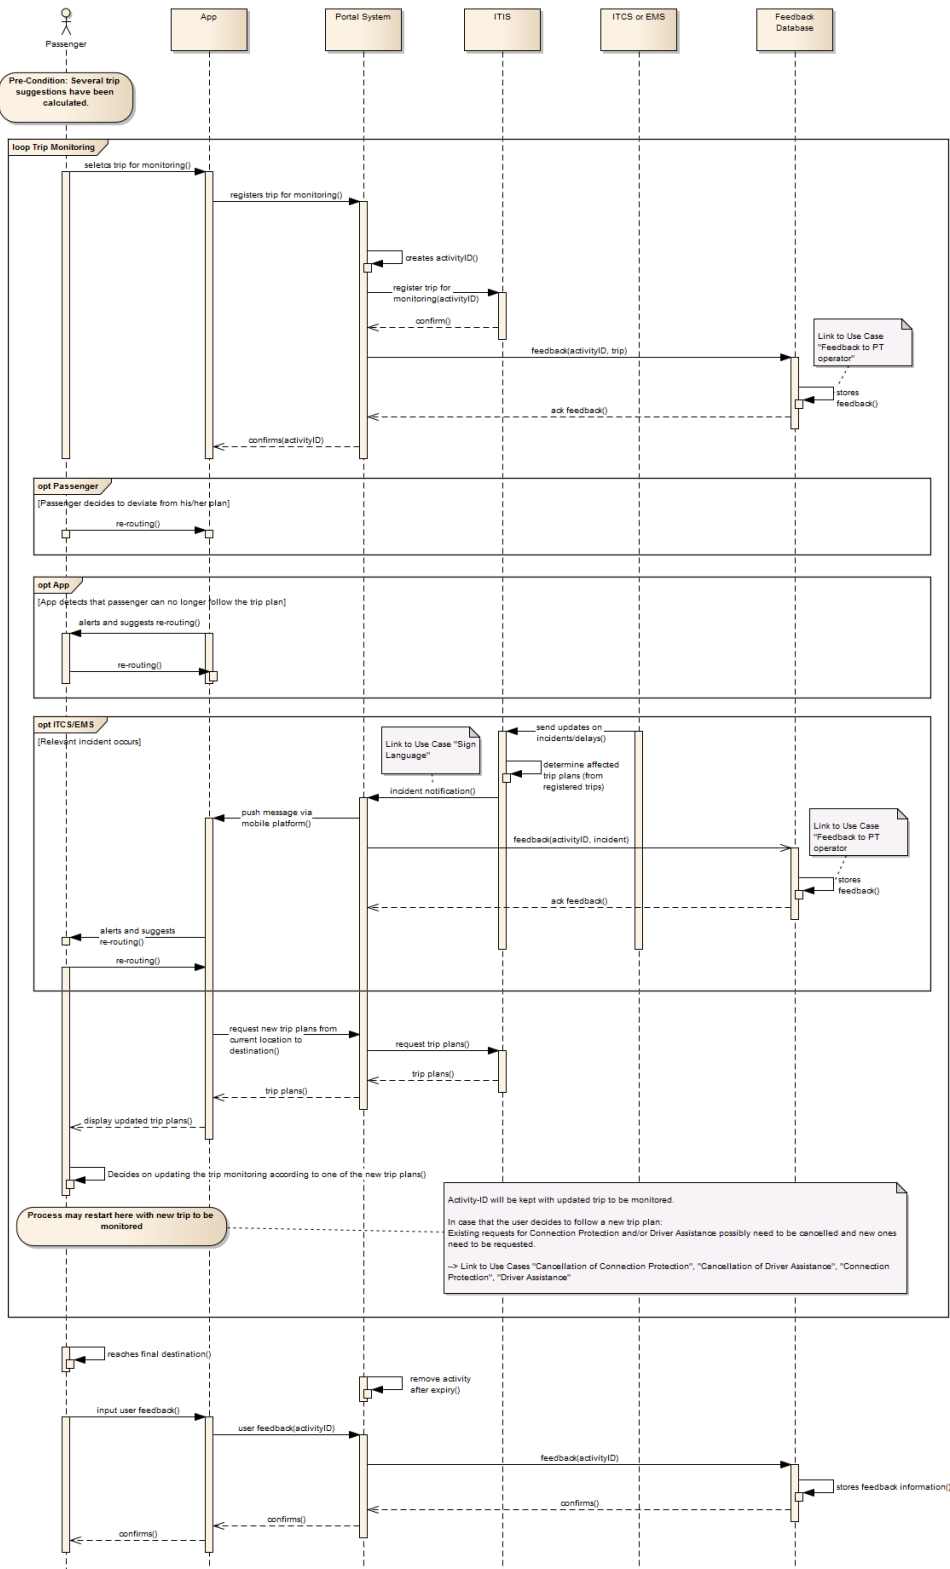 Passenger
App
Portal System
ITIS
ITCS or EMS
Feedback
Database
Pre-Condition: Several trip
suggestions have been
calculated.
loop Trip Monitoring
seletcs trip for monitoring()
registers trip for monitoring()
creates activityID()
register trip for
monitoring(activityID)
confirm()
feedback(activityID, trip)
Link to Use Case
"Feedback to PT
operator"
stores
feedback()
ack feedback()
confirms(activityID)
opt Passenger
[Passenger decides to deviate from his/her plan]
re-routing()
opt App
[App detects that passenger can no longer follow the trip plan]
alerts and suggests re-routing()
re-routing()
opt ITCS/EMS
[Relevant incident occurs]
send updates on
incidents/delays()
Link to Use Case "Sign
Language"
determine affected
trip plans (from
registered trips)
incident notification()
push message via
mobile platform()
feedback(activityID, incident)
Link to Use Case
"Feedback to PT
operator
stores
feedback()
ack feedback()
alerts and suggests
re-routing()
re-routing()
request new trip plans from
current location to
destination()
request trip plans()
trip plans()
trip plans()
display updated trip plans()
Decides on updating the trip monitoring according to one of the new trip plans()
Process may restart here with new trip to be
monitored
Activity-ID will be kept with updated trip to be monitored.
In case that the user decides to follow a new trip plan:
Existing requests for Connection Protection and/or Driver Assistance possibly need to be cancelled and new ones
need to be requested.
--> Link to Use Cases "Cancellation of Connection Protection", "Cancellation of Driver Assistance", "Connection
Protection", "Driver Assistance"
reaches final destination()
remove activity
after expiry()
input user feedback()
user feedback(activityID)
feedback(activityID)
stores feedback information()
confirms()
confirms()
confirms()